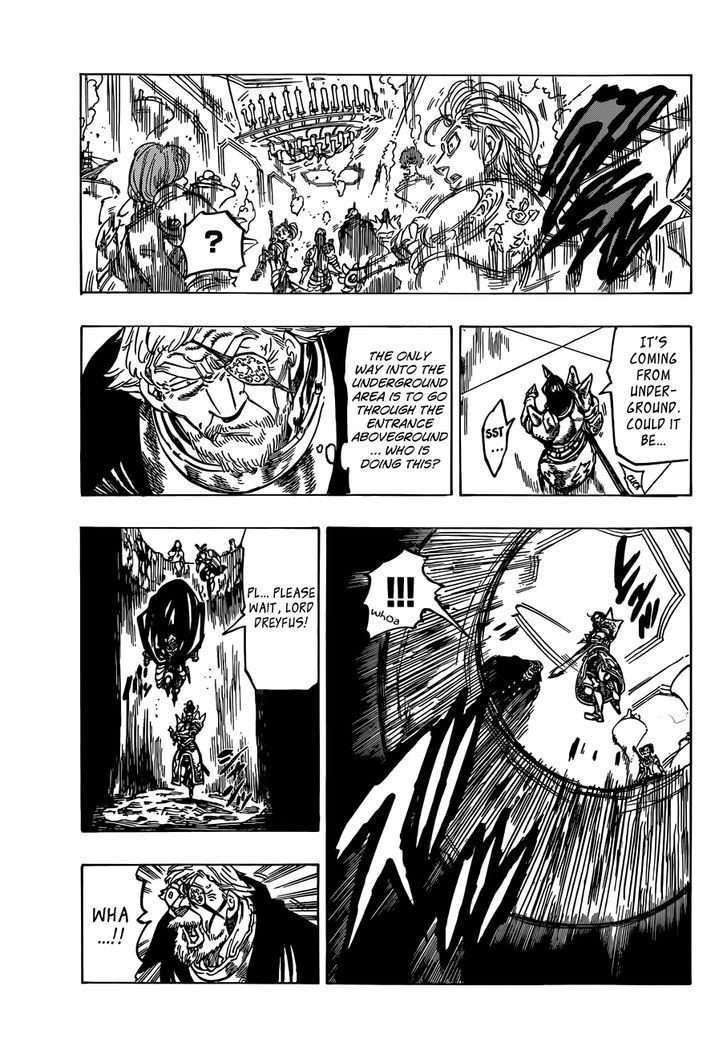 ?
IT'S
COMING
FROM
UNDER-
GROUND.
COULD IT
BE...
SST
...
CLICK
THE ONLY
WAY INTO THE
UNDERGROUND
AREA IS TO GO
THROUGH THE
ENTRANCE
ABOVEGROUND
... WHO IS
DOING THIS?
!!!
WHOA
PL... PLEASE
WAIT, LORD
DREYFUS!
WHA
....!!